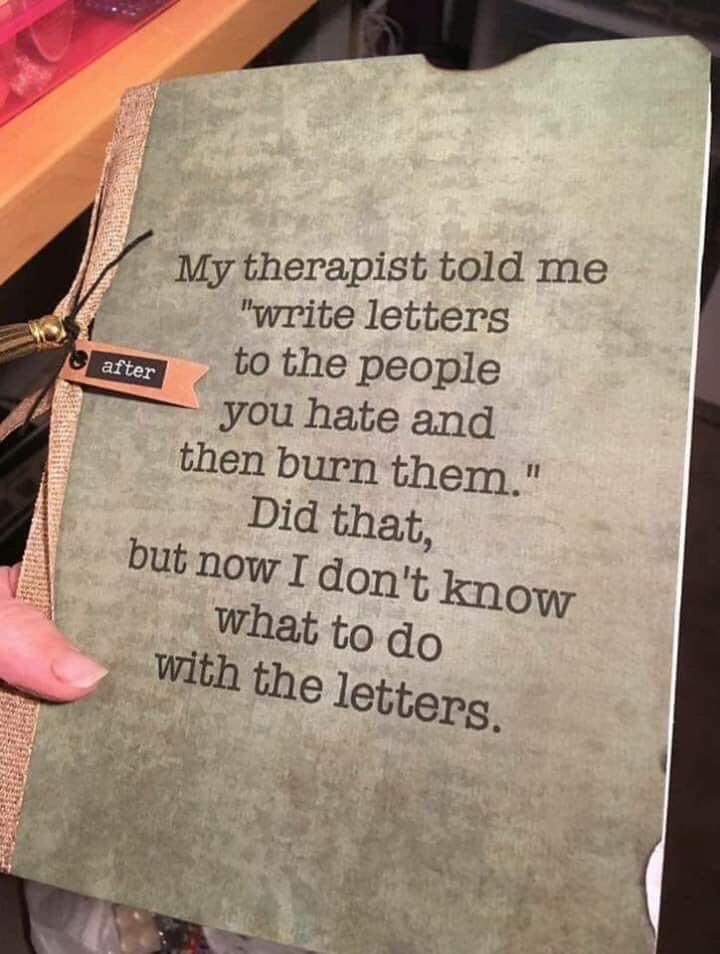 My therapist told me
"write letters
to the people
you hate and
then burn them."
Did that,
but now I don't know
what to do
with the letters.
after